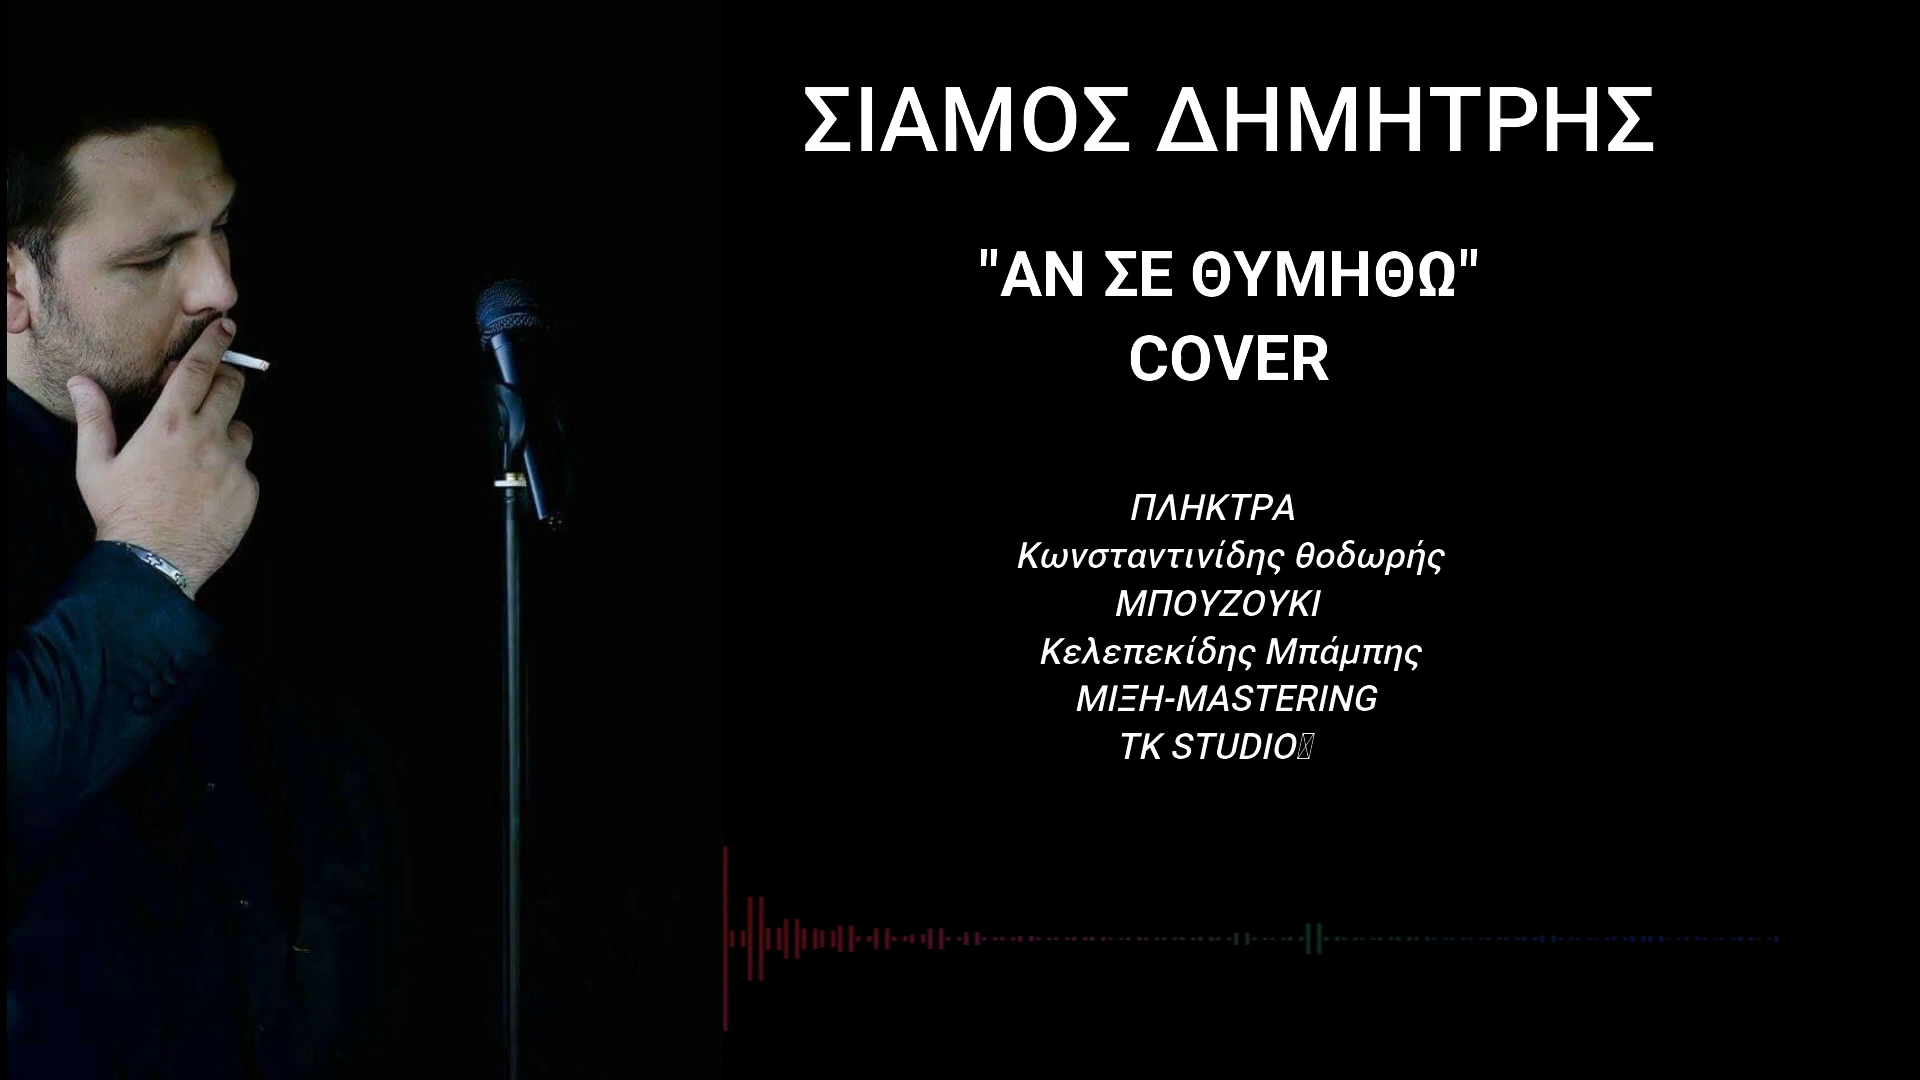 ΣΙΑΜΟΣ ΔΗΜΗΤΡΗΣ
"ΑΝ ΣΕ ΘΥΜΗΘΩ"
COVER
ΠΛΗΚΤΡΑ
Κωνσταντινίδης θοδωρής
ΜΠΟΥΖΟΥΚΙ
Κελεπεκίδης Μπάμπης
ΜΙΞΗ-MASTERING
TK STUDIO